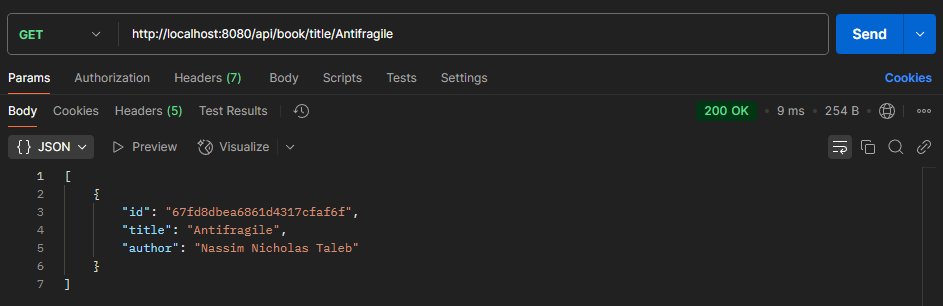 GET http://localhost:8080/api/book/title/Antifragile Send
Params Authorization Headers (7) Body Scripts Tests Settings Cookies
Body Cookies Headers (5) Test Results 200 OK • 9 ms • 254 B •
{} JSON Preview Visualize
1 [
2 {
3 "id": "67fd8dbea6861d4317cfaf6f",
4 "title": "Antifragile",
5 "author": "Nassim Nicholas Taleb"
6 }
7 ]